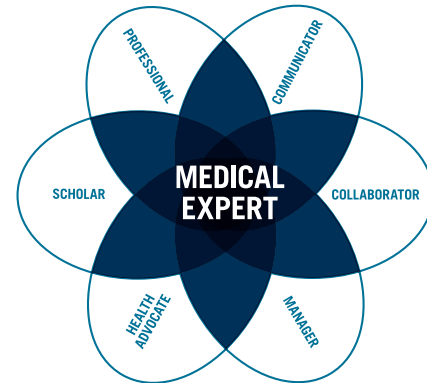 PROFESSIONAL
COMMUNICATOR
SCHOLAR
MEDICAL
EXPERT
COLLABORATOR
HEALTH
ADVOCATE
MANAGER